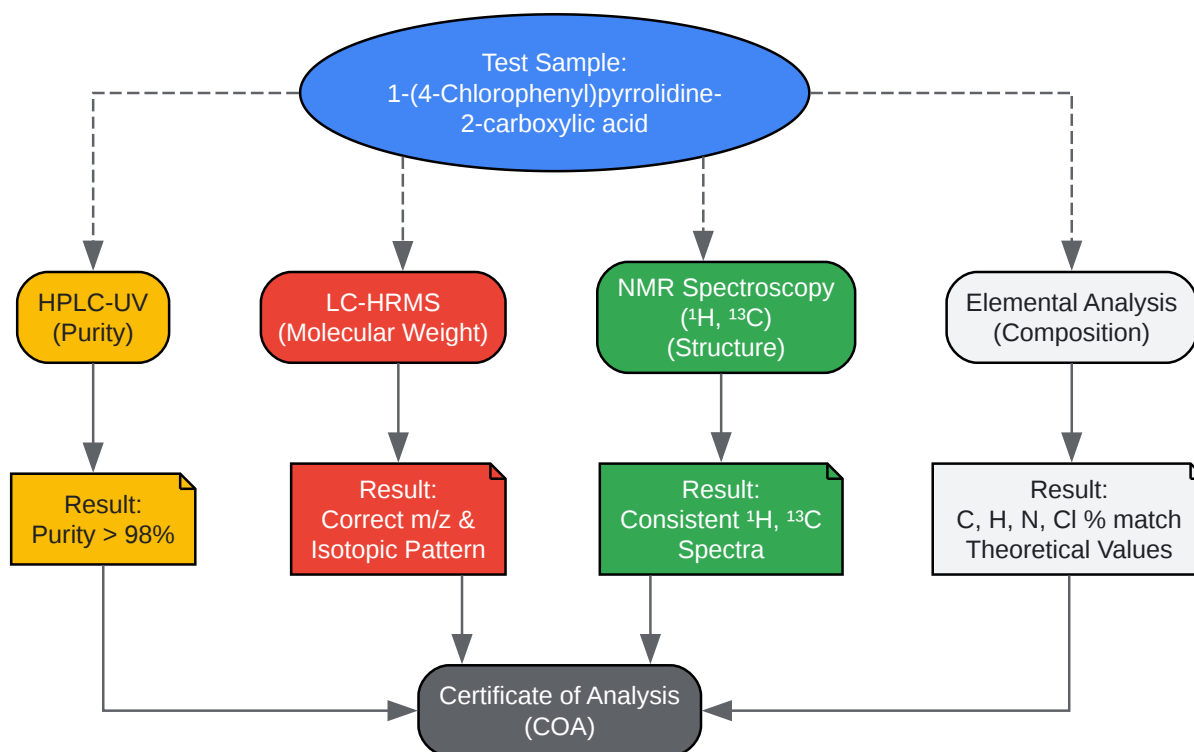 Test Sample:
1-(4-Chlorophenyl)pyrrolidine-
2-carboxylic acid
HPLC-UV
(Purity)
LC-HRMS
(Molecular Weight)
NMR Spectroscopy
(¹H, ¹³C)
(Structure)
Elemental Analysis
(Composition)
Result:
Purity > 98%
Result:
Correct m/z &
Isotopic Pattern
Result:
Consistent ¹H, ¹³C
Spectra
Result:
C, H, N, Cl % match
Theoretical Values
Certificate of Analysis
(COA)